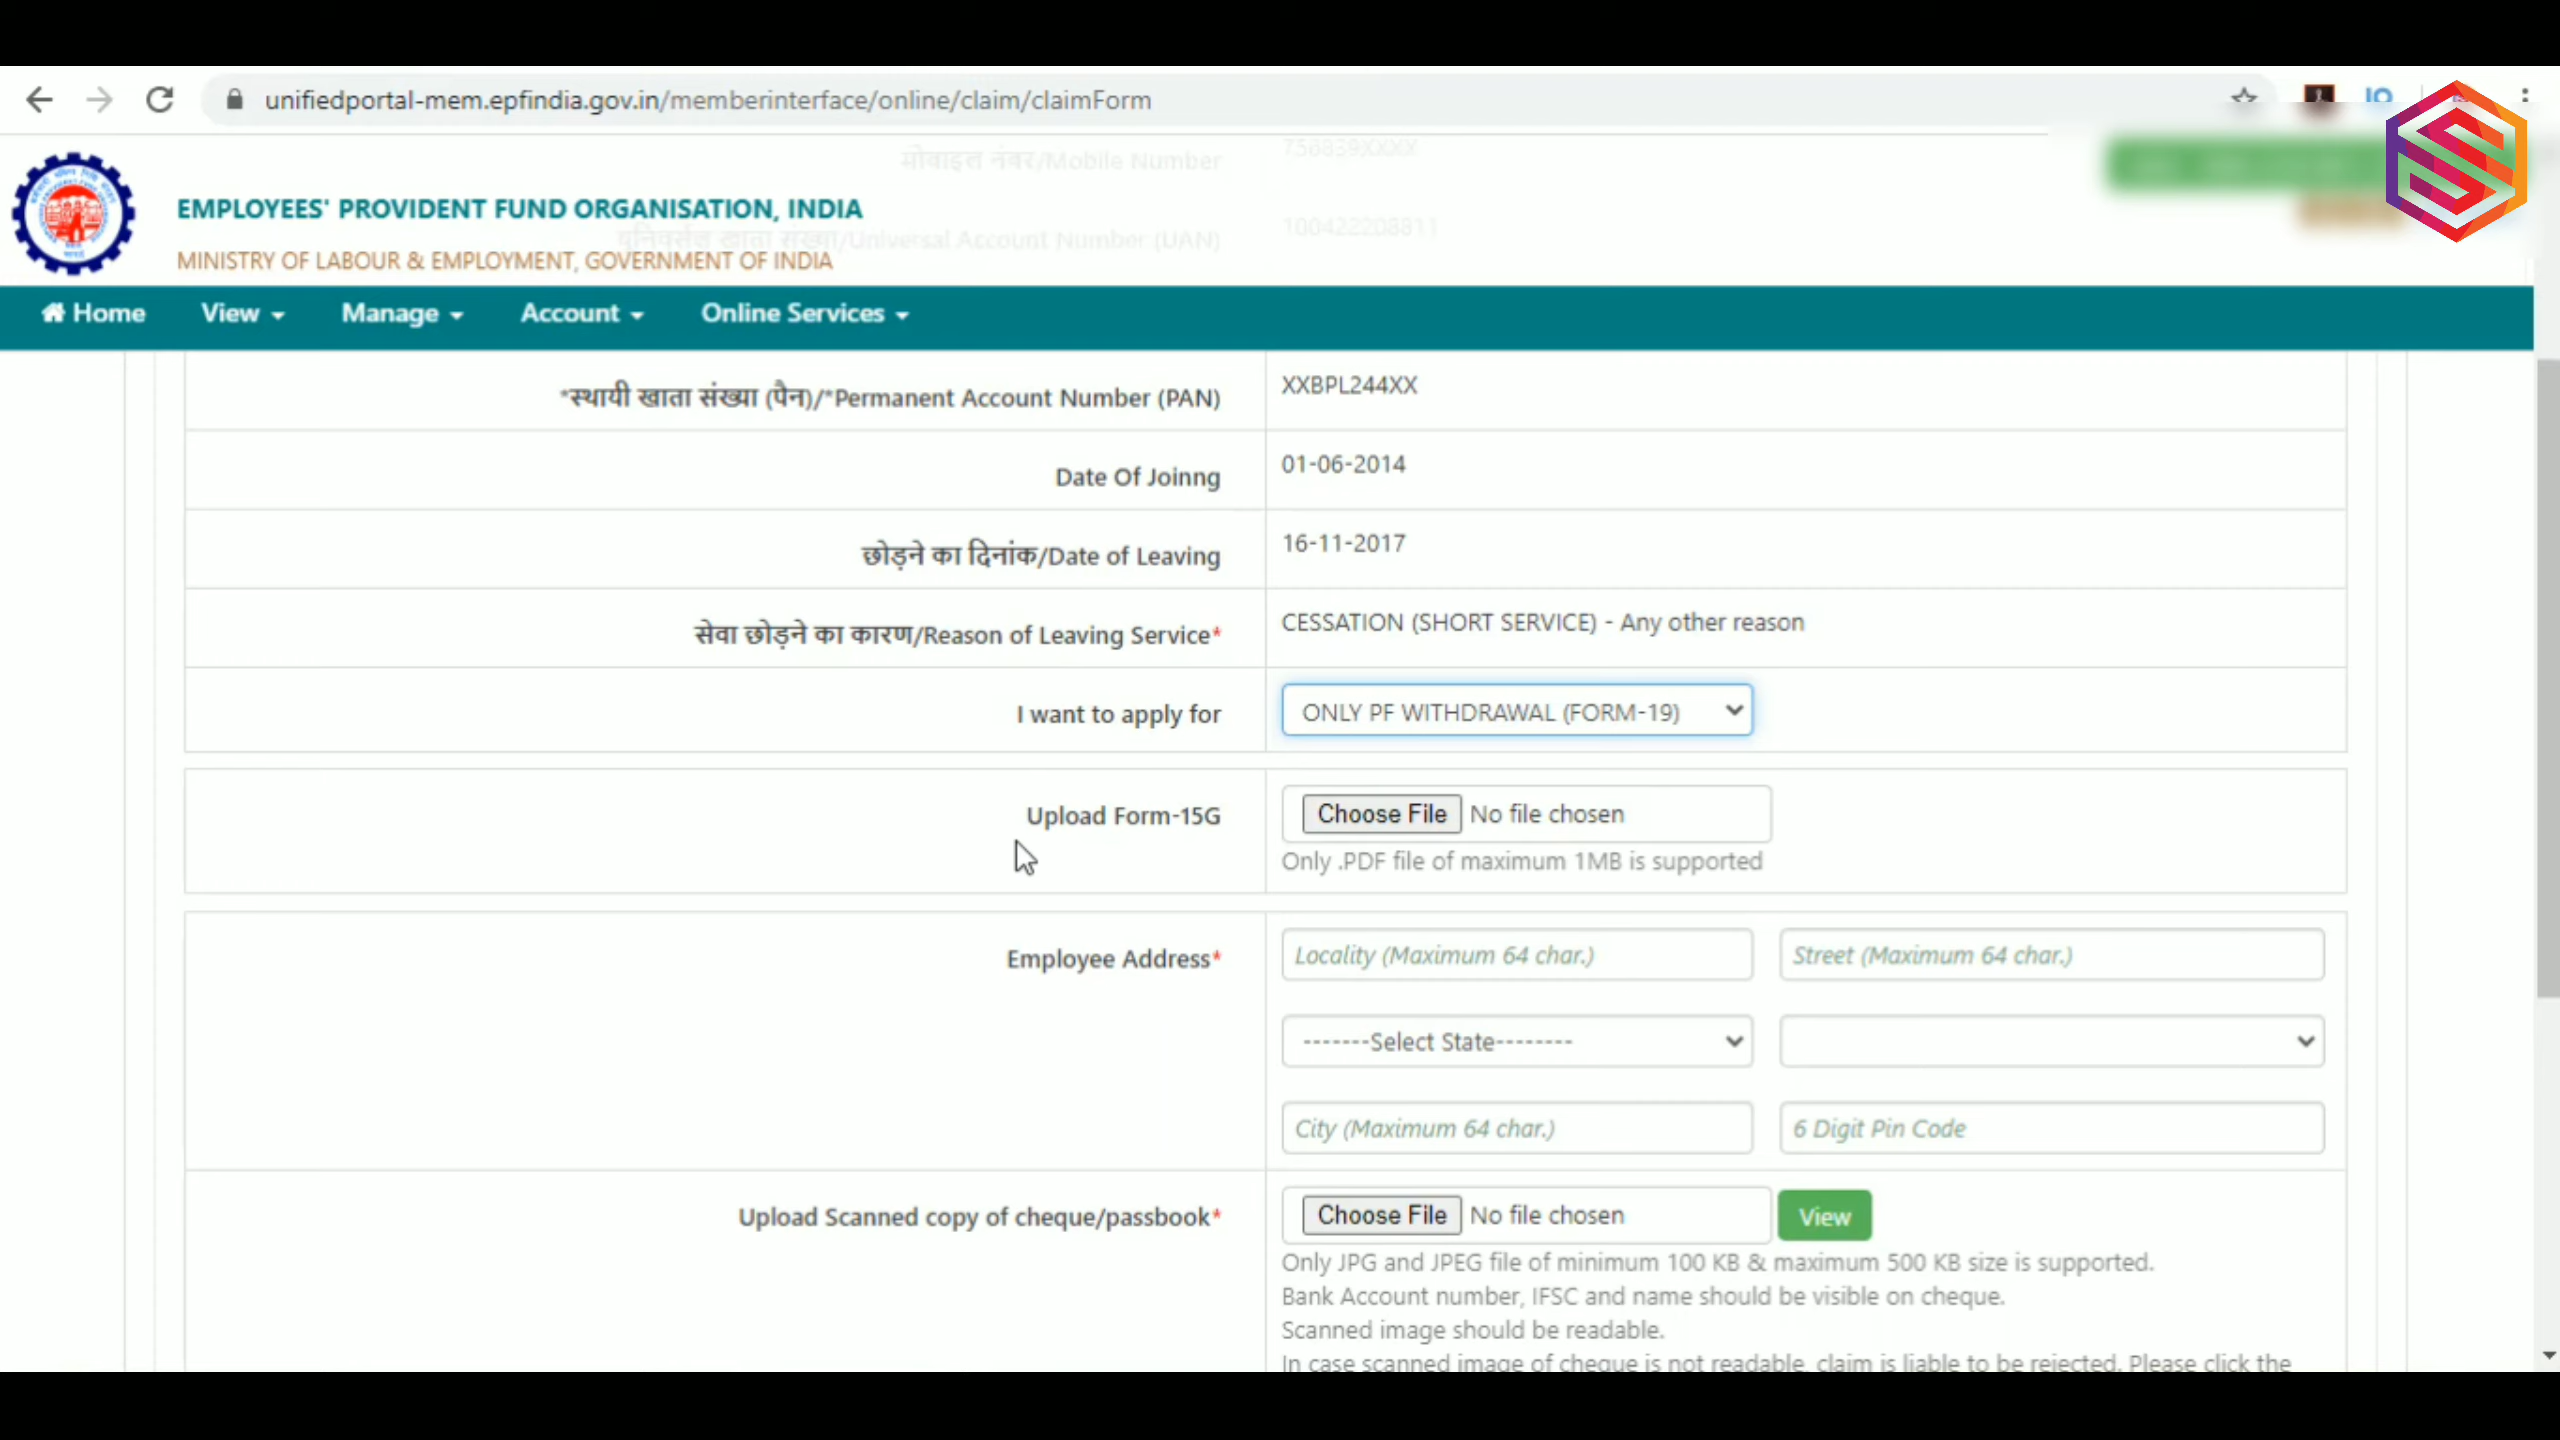 unifiedportal-mem.epfindia.gov.in/memberinterface/online/claim/claimForm
मोबाइल नंबर/Mobile Number 756839XXXX
EMPLOYEES' PROVIDENT FUND ORGANISATION, INDIA
यूनिवर्सल खाता संख्या/Universal Account Number (UAN) 100422208811
MINISTRY OF LABOUR & EMPLOYMENT, GOVERNMENT OF INDIA
Home View Manage Account Online Services
*स्थायी खाता संख्या (पैन)/*Permanent Account Number (PAN) XXBPL244XX
Date Of Joinng 01-06-2014
छोड़ने का दिनांक/Date of Leaving 16-11-2017
सेवा छोड़ने का कारण/Reason of Leaving Service* CESSATION (SHORT SERVICE) - Any other reason
I want to apply for ONLY PF WITHDRAWAL (FORM-19)
Upload Form-15G Choose File No file chosen
Only .PDF file of maximum 1MB is supported
Employee Address* Locality (Maximum 64 char.) Street (Maximum 64 char.)
-------Select State--------
City (Maximum 64 char.) 6 Digit Pin Code
Upload Scanned copy of cheque/passbook* Choose File No file chosen View
Only JPG and JPEG file of minimum 100 KB & maximum 500 KB size is supported.
Bank Account number, IFSC and name should be visible on cheque.
Scanned image should be readable.
In case scanned image of cheque is not readable, claim is liable to be rejected. Please click the